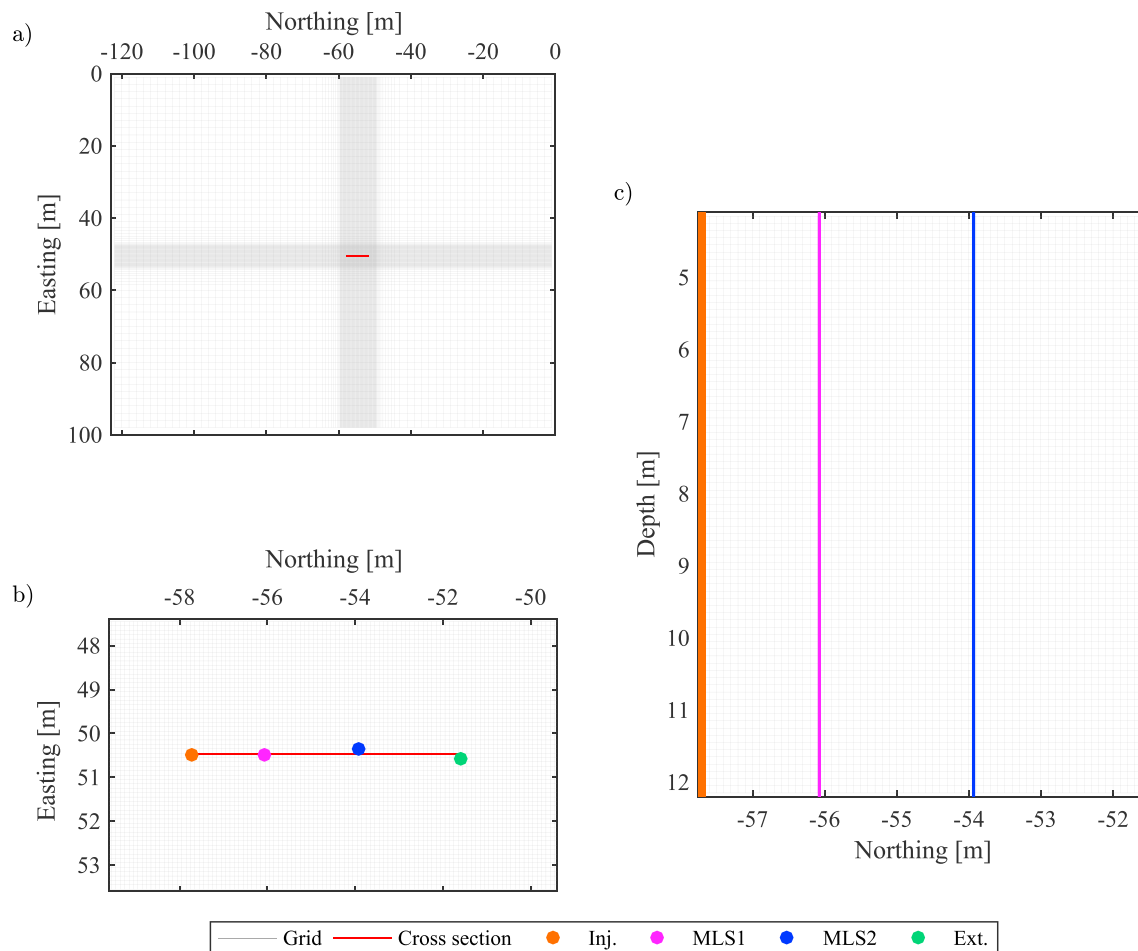 a)
Northing [m]
-120 -100 -80 -60 -40 -20 0
0
20
40
60
80
100
Easting [m]
b)
Northing [m]
-58 -56 -54 -52 -50
48
49
50
51
52
53
Easting [m]
c)
5
6
7
8
9
10
11
12
Depth [m]
-57 -56 -55 -54 -53 -52
Northing [m]
Grid Cross section Inj. MLS1 MLS2 Ext.